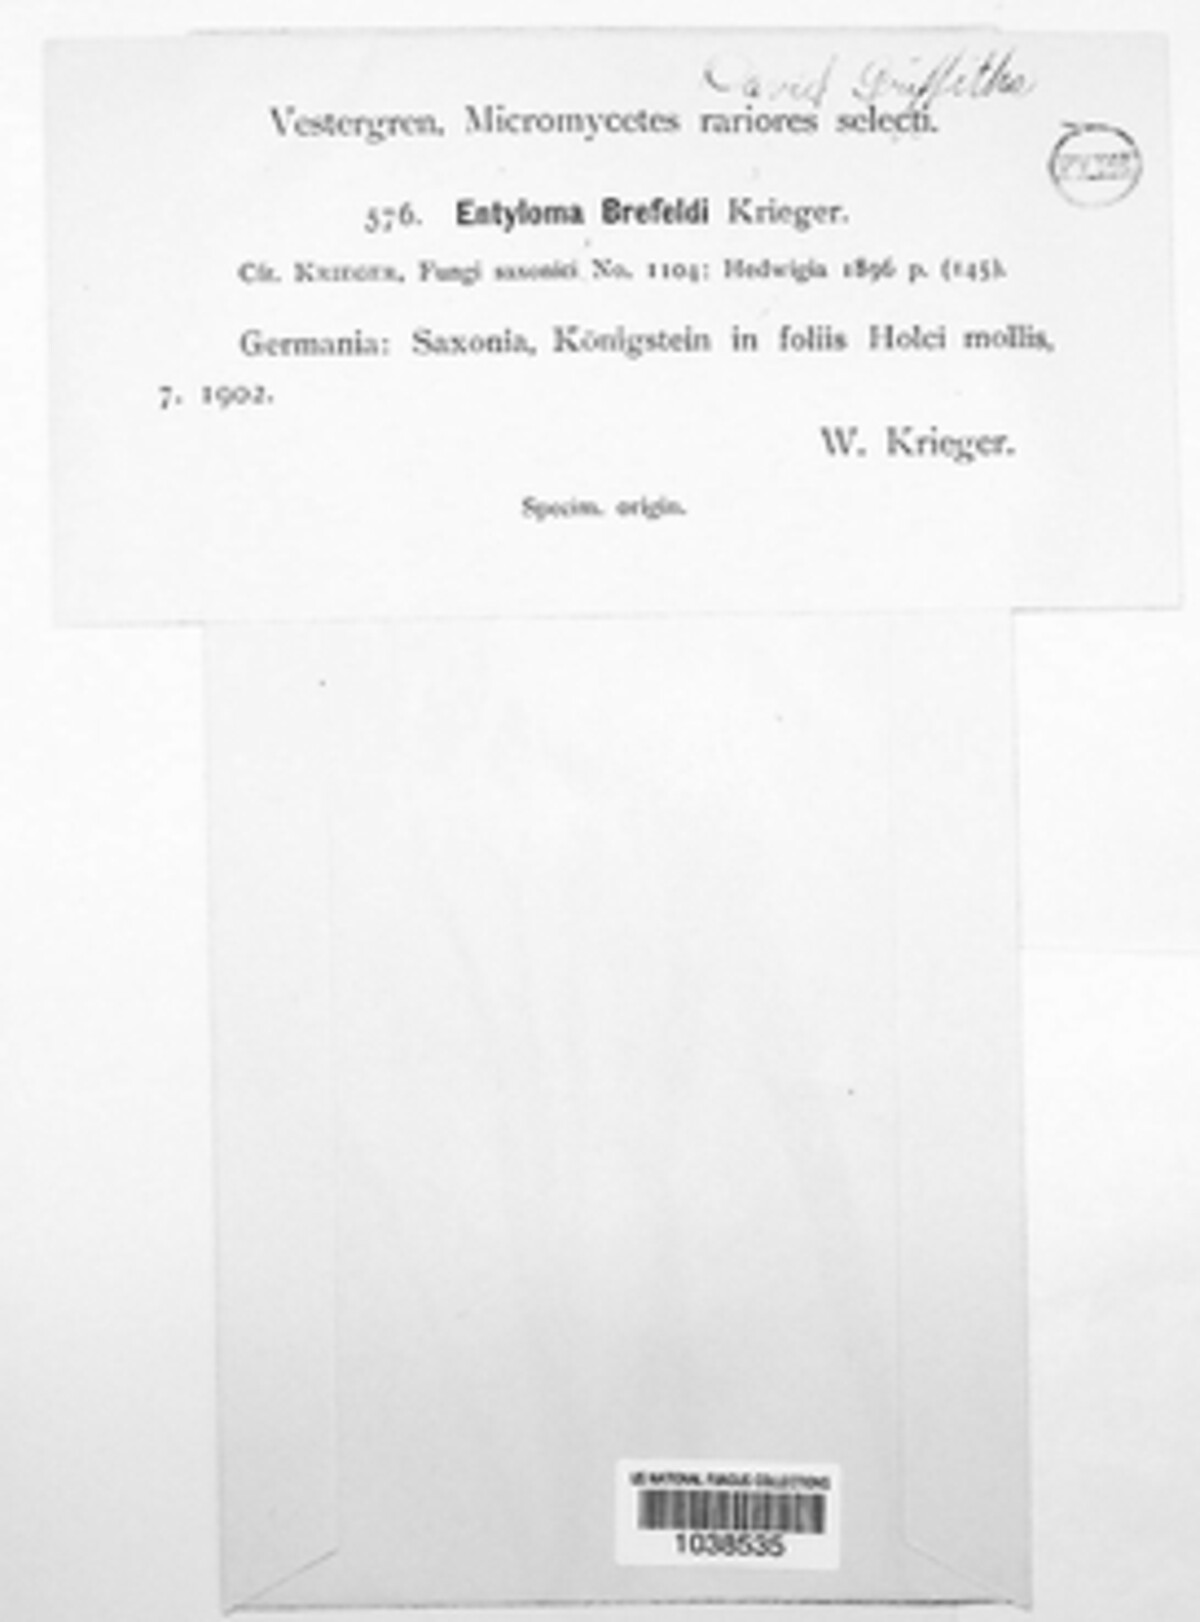 David Griffiths
Vestergren, Micromycetes rariores selecti.
576. Entyloma Brefeldi Krieger.
Cfr. KRIEGER, Fungi saxonici No. 1104; Hedwigia 1896 p. (145).
Germania: Saxonia, Königstein in foliis Holci mollis,
7. 1902.
W. Krieger.
Specim. origin.
US NATIONAL FUNGUS COLLECTIONS
1038535